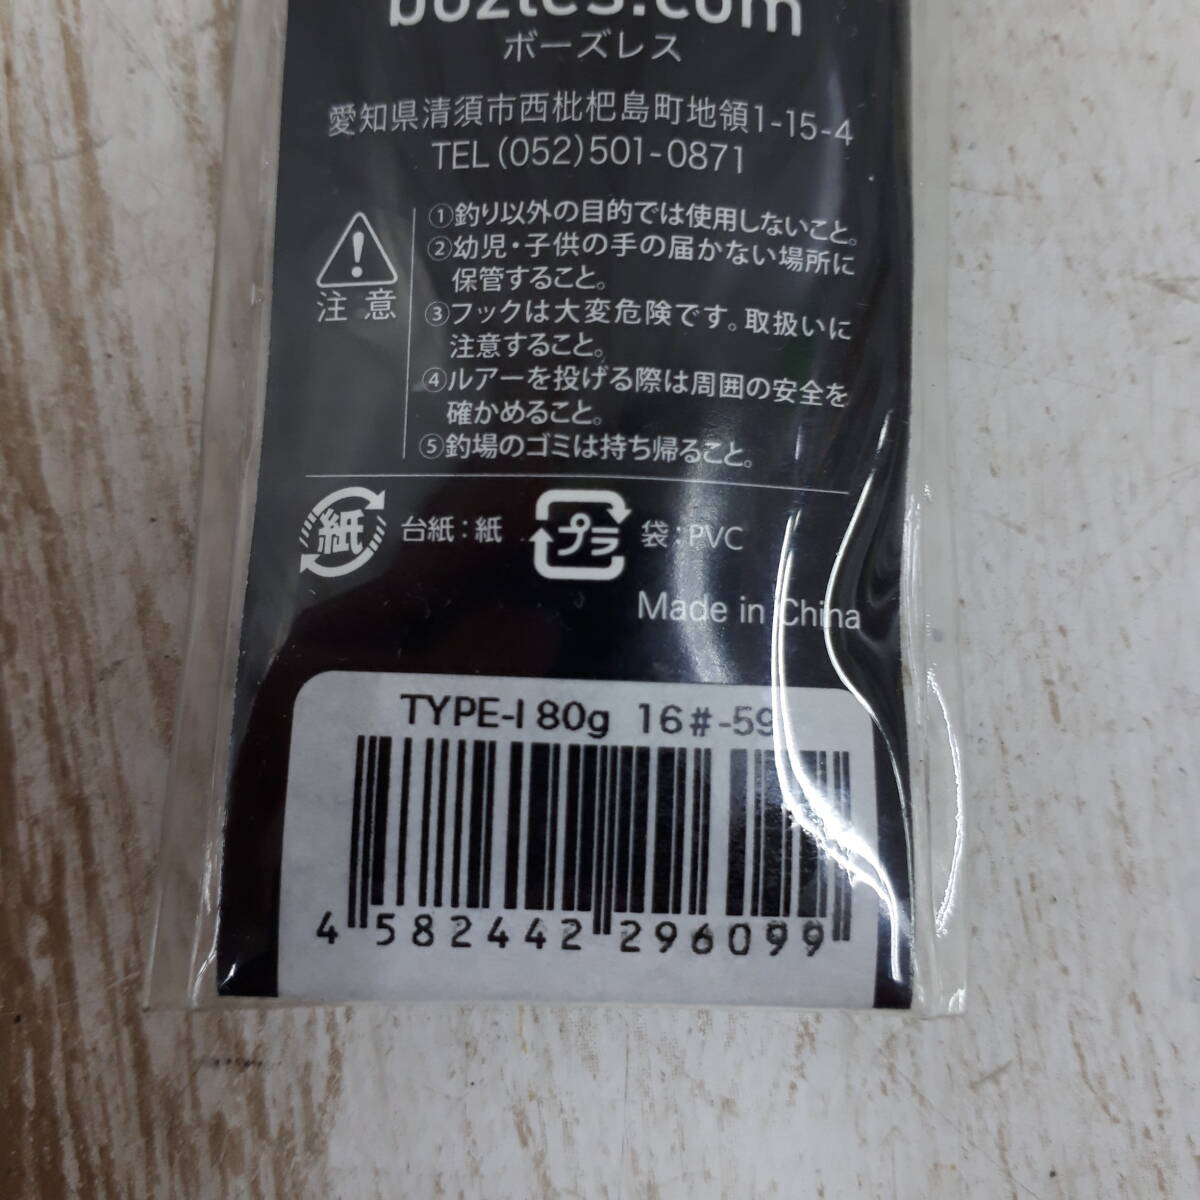 bozles.com
ボーズレス
愛知県清須市西枇杷島町地領1-15-4
TEL (052)501-0871
注 意
①釣り以外の目的では使用しないこと。
②幼児・子供の手の届かない場所に
保管すること。
③フックは大変危険です。取扱いに
注意すること。
④ルアーを投げる際は周囲の安全を
確かめること。
⑤釣場のゴミは持ち帰ること。
紙 台紙:紙 プラ 袋:PVC
Made in China
TYPE-I 80g 16#-59
4 582442 296099